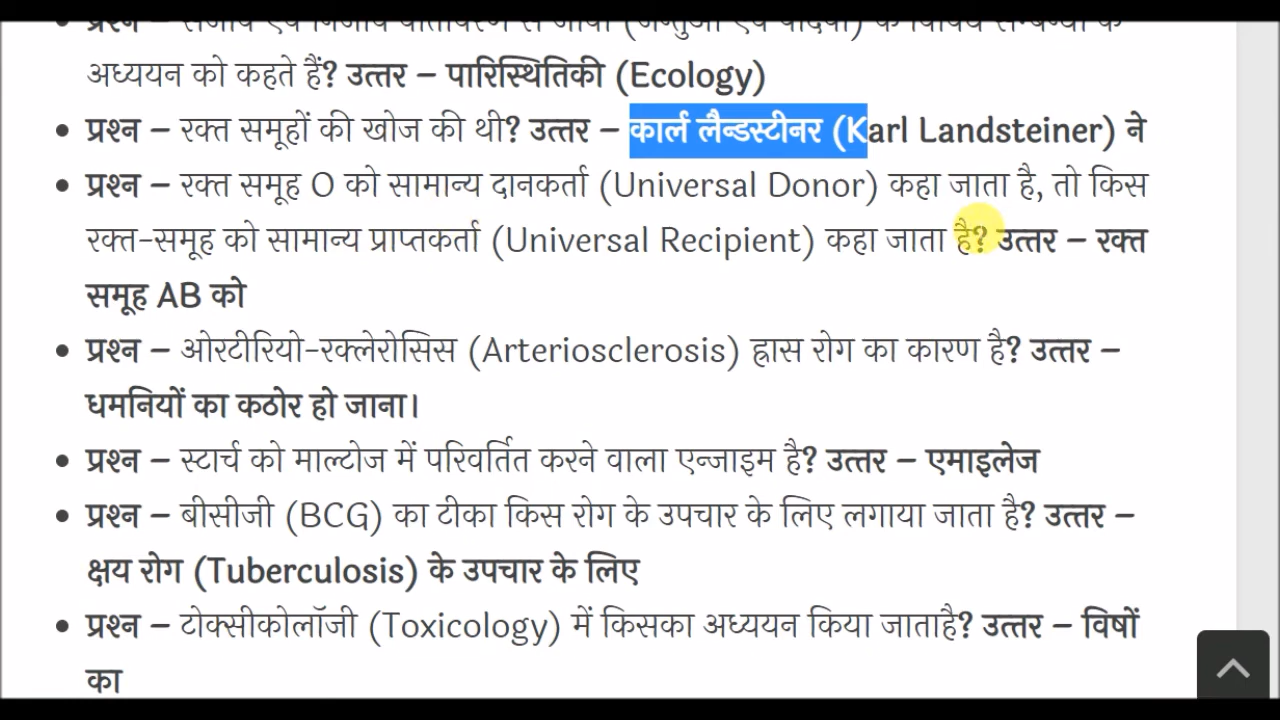 अध्ययन को कहते हैं? उत्तर – पारिस्थितिकी (Ecology)
• प्रश्न – रक्त समूहों की खोज की थी? उत्तर – कार्ल लैन्डस्टीनर (Karl Landsteiner) ने
• प्रश्न – रक्त समूह O को सामान्य दानकर्ता (Universal Donor) कहा जाता है, तो किस
रक्त-समूह को सामान्य प्राप्तकर्ता (Universal Recipient) कहा जाता है? उत्तर – रक्त
समूह AB को
• प्रश्न – ओरटीरियो-रक्लेरोसिस (Arteriosclerosis) ह्रास रोग का कारण है? उत्तर –
धमनियों का कठोर हो जाना।
• प्रश्न – स्टार्च को माल्टोज में परिवर्तित करने वाला एन्जाइम है? उत्तर – एमाइलेज
• प्रश्न – बीसीजी (BCG) का टीका किस रोग के उपचार के लिए लगाया जाता है? उत्तर –
क्षय रोग (Tuberculosis) के उपचार के लिए
• प्रश्न – टोक्सीकोलॉजी (Toxicology) में किसका अध्ययन किया जाताहै? उत्तर – विषों
का